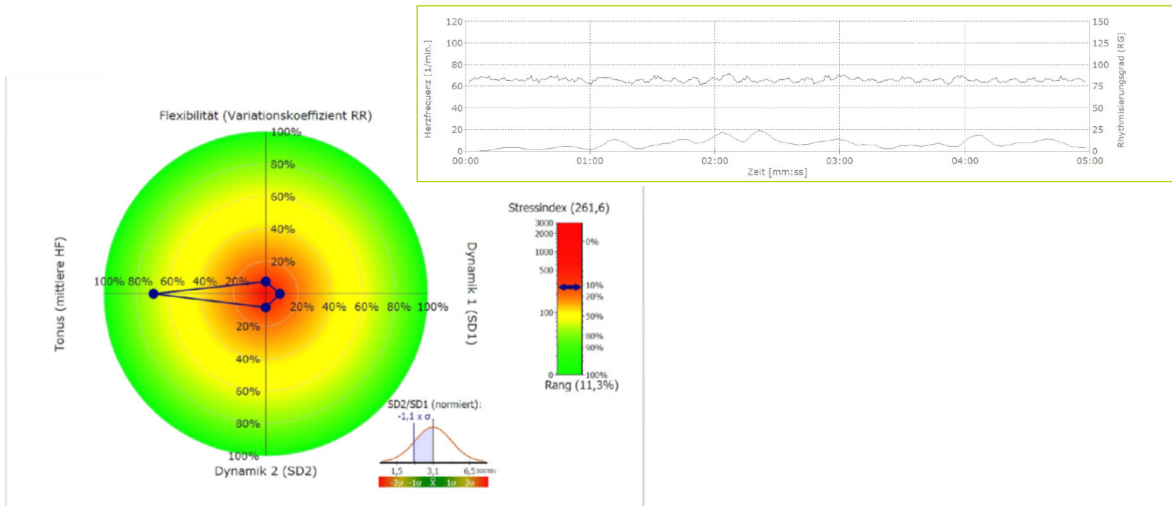 120
100
80
60
40
20
0
Herzfrequenz [1/min.]
150
125
100
75
50
25
0
Rhythmisierungsgrad (RG)
00:00 01:00 02:00 03:00 04:00 05:00
Zeit [mm:ss]
Flexibilität (Variationskoeffizient RR)
100%
80%
60%
40%
20%
Tonus (mittlere HF)
100% 80% 60% 40% 20%
20% 40% 60% 80% 100%
Dynamik 1 (SD1)
20%
40%
60%
80%
100%
Dynamik 2 (SD2)
Stressindex (261,6)
3000
2000
1000
500
100
0
0%
10%
20%
50%
80%
90%
100%
Rang (11,3%)
SD2/SD1 (normiert):
-1,1 x σ
1,5 3,1 6,5
-2σ -1σ x̄ 1σ 2σ